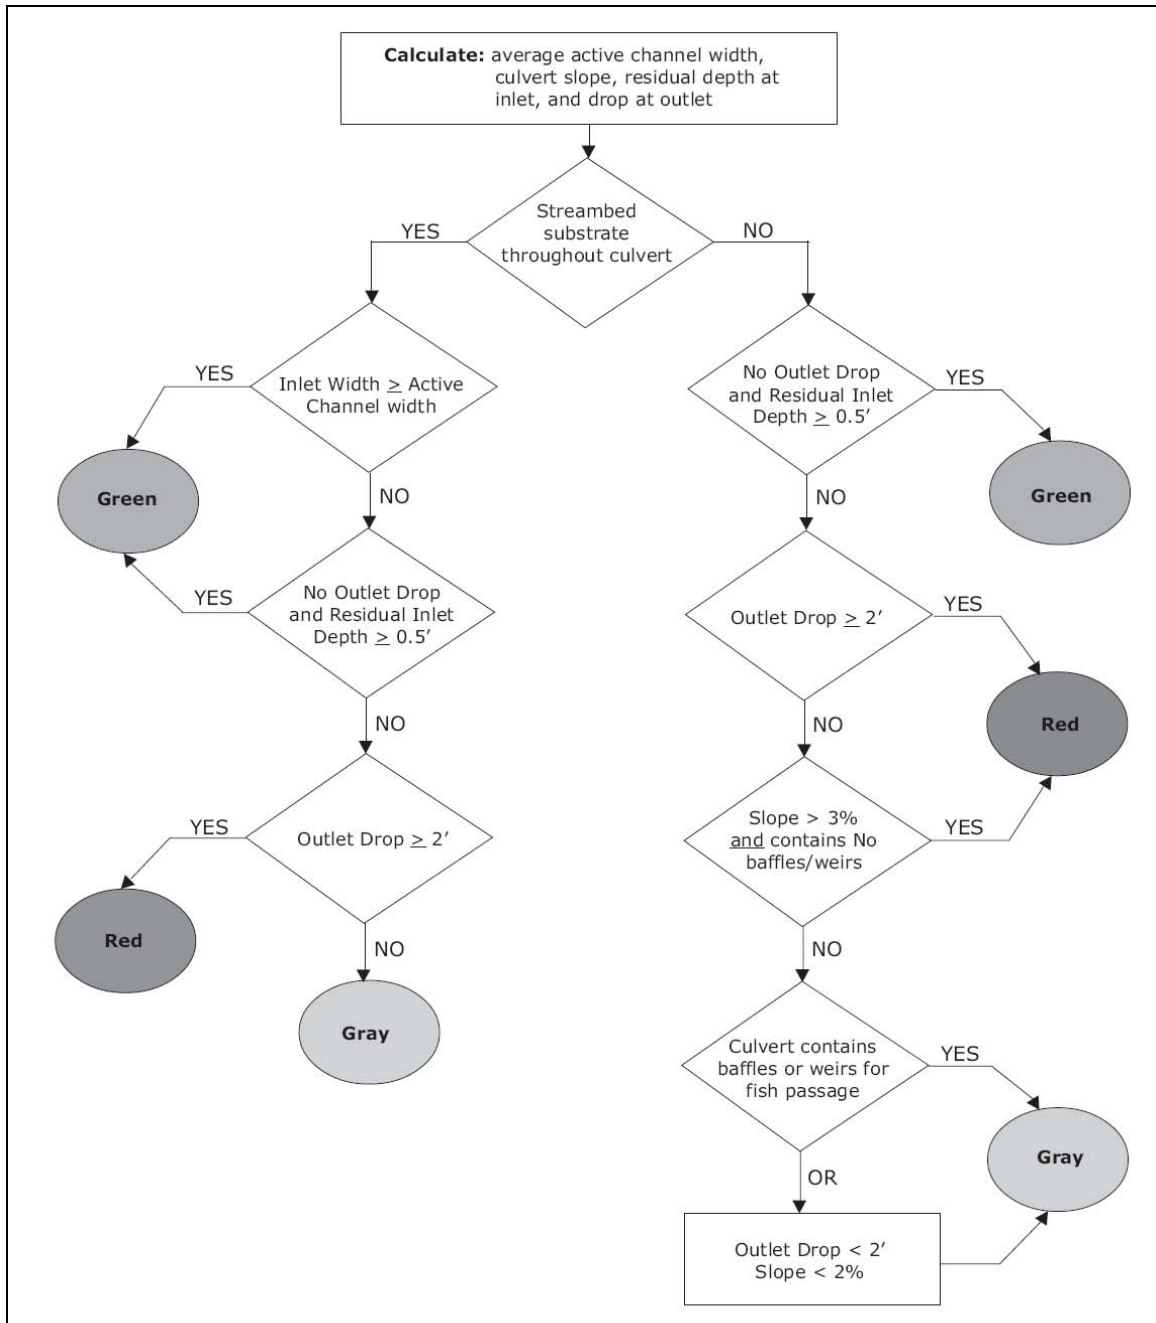 Calculate: average active channel width,
culvert slope, residual depth at
inlet, and drop at outlet
Streambed
substrate
throughout culvert
YES
NO
Inlet Width ≥ Active
Channel width
YES
Green
NO
No Outlet Drop
and Residual Inlet
Depth ≥ 0.5’
YES
NO
Outlet Drop ≥ 2’
YES
Red
NO
Gray
No Outlet Drop
and Residual Inlet
Depth ≥ 0.5’
YES
Green
NO
Outlet Drop ≥ 2’
YES
Red
NO
Slope > 3%
and contains No
baffles/weirs
YES
NO
Culvert contains
baffles or weirs for
fish passage
YES
Gray
OR
Outlet Drop < 2’
Slope < 2%